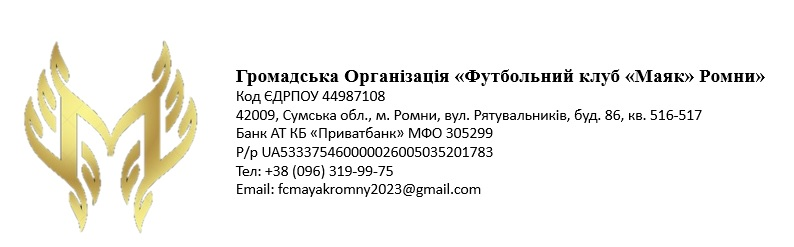 Громадська Організація «Футбольний клуб «Маяк» Ромни»
Код ЄДРПОУ 44987108
42009, Сумська обл., м. Ромни, вул. Рятувальників, буд. 86, кв. 516-517
Банк АТ КБ «Приватбанк» МФО 305299
Р/р UA533375460000026005035201783
Тел: +38 (096) 319-99-75
Email: fcmayakromny2023@gmail.com